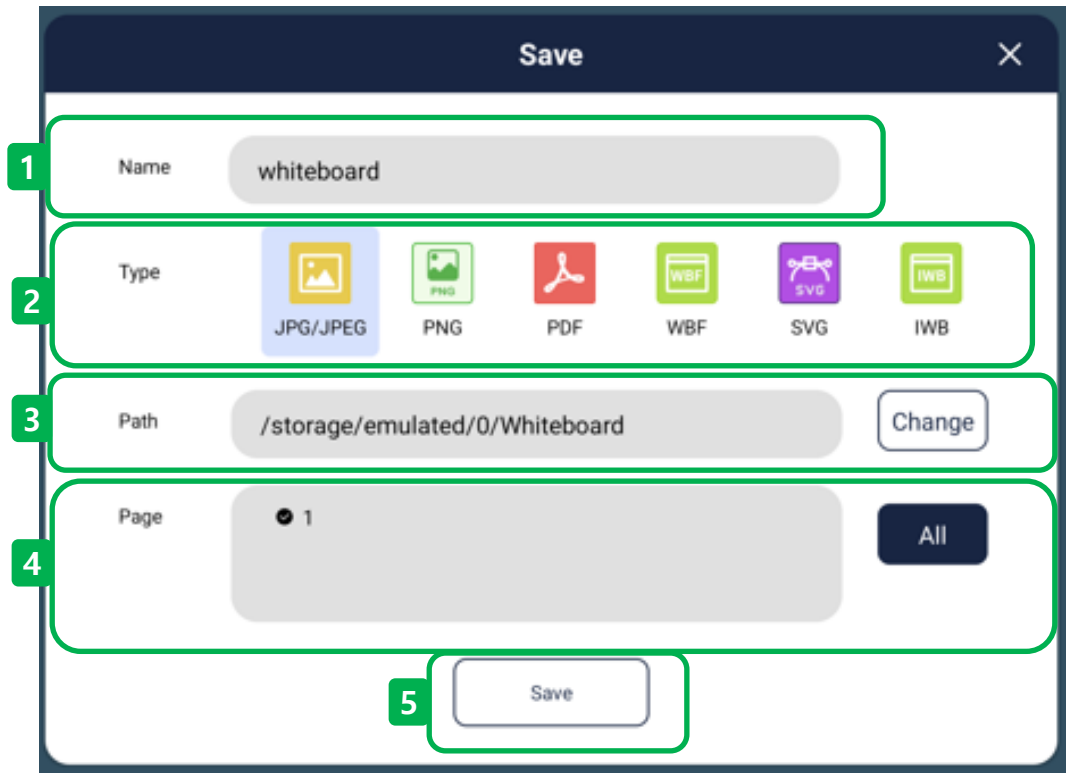 Save
1
Name
whiteboard
2
Type
PNG
WBF
SVG
IWB
JPG/JPEG
PNG
PDF
WBF
SVG
IWB
3
Path
/storage/emulated/0/Whiteboard
Change
4
Page
1
All
5
Save